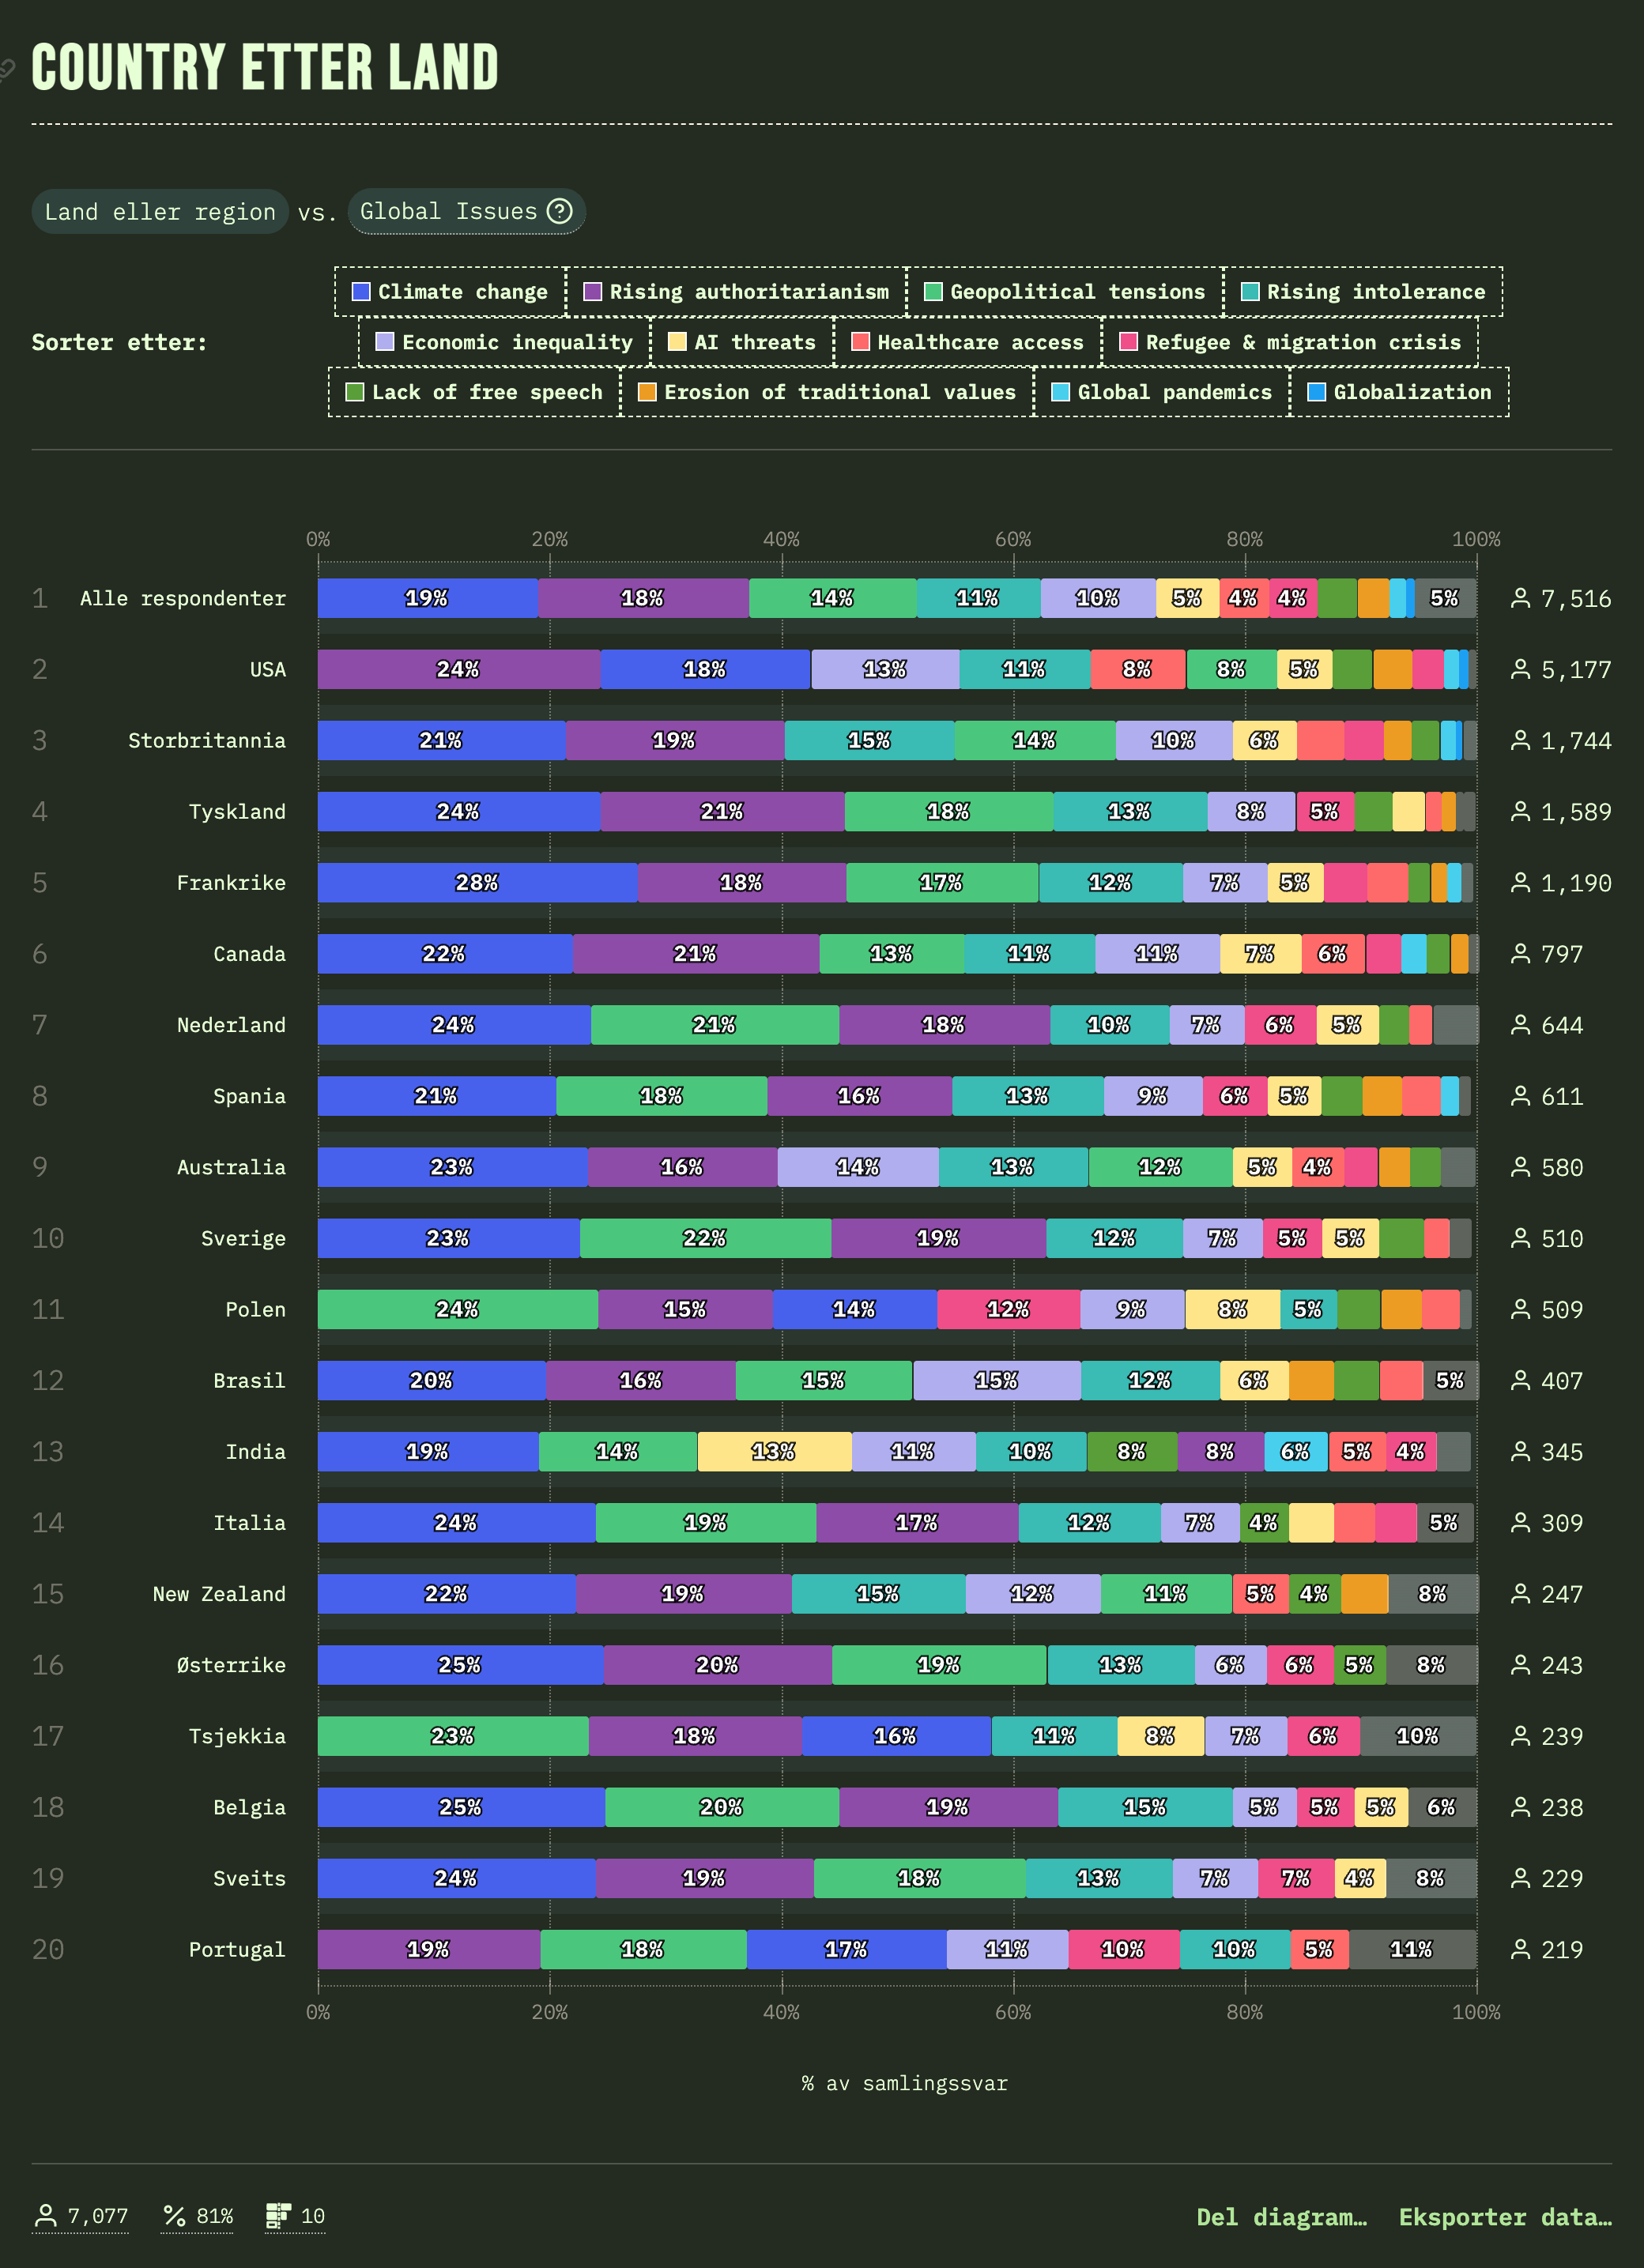 COUNTRY ETTER LAND
Land eller region vs. Global Issues ?
Climate change Rising authoritarianism Geopolitical tensions Rising intolerance
Sorter etter: Economic inequality AI threats Healthcare access Refugee & migration crisis
Lack of free speech Erosion of traditional values Global pandemics Globalization
0% 20% 40% 60% 80% 100%
1 Alle respondenter 19% 18% 14% 11% 10% 5% 4% 4% 5% 7,516
2 USA 24% 18% 13% 11% 8% 8% 5% 5,177
3 Storbritannia 21% 19% 15% 14% 10% 6% 1,744
4 Tyskland 24% 21% 18% 13% 8% 5% 1,589
5 Frankrike 28% 18% 17% 12% 7% 5% 1,190
6 Canada 22% 21% 13% 11% 11% 7% 6% 797
7 Nederland 24% 21% 18% 10% 7% 6% 5% 644
8 Spania 21% 18% 16% 13% 9% 6% 5% 611
9 Australia 23% 16% 14% 13% 12% 5% 4% 580
10 Sverige 23% 22% 19% 12% 7% 5% 5% 510
11 Polen 24% 15% 14% 12% 9% 8% 5% 509
12 Brasil 20% 16% 15% 15% 12% 6% 5% 407
13 India 19% 14% 13% 11% 10% 8% 8% 6% 5% 4% 345
14 Italia 24% 19% 17% 12% 7% 4% 5% 309
15 New Zealand 22% 19% 15% 12% 11% 5% 4% 8% 247
16 Østerrike 25% 20% 19% 13% 6% 6% 5% 8% 243
17 Tsjekkia 23% 18% 16% 11% 8% 7% 6% 10% 239
18 Belgia 25% 20% 19% 15% 5% 5% 5% 6% 238
19 Sveits 24% 19% 18% 13% 7% 7% 4% 8% 229
20 Portugal 19% 18% 17% 11% 10% 10% 5% 11% 219
0% 20% 40% 60% 80% 100%
% av samlingssvar
7,077 81% 10 Del diagram… Eksporter data…